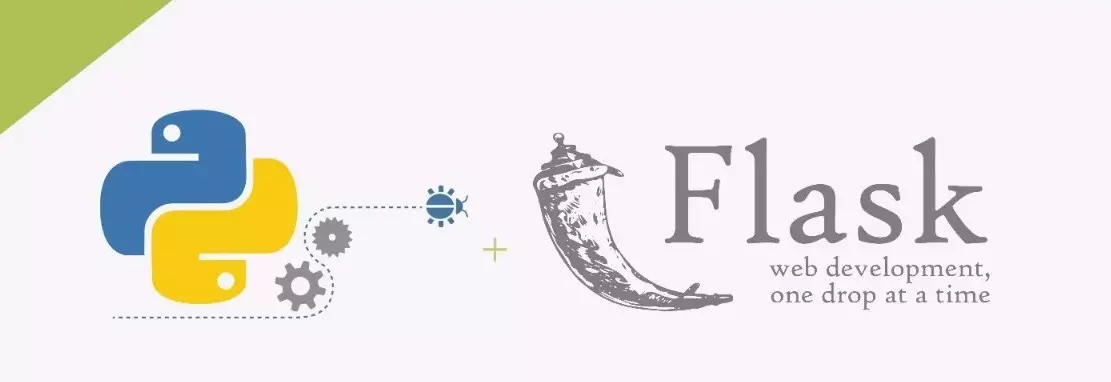 Flask
web development,
one drop at a time